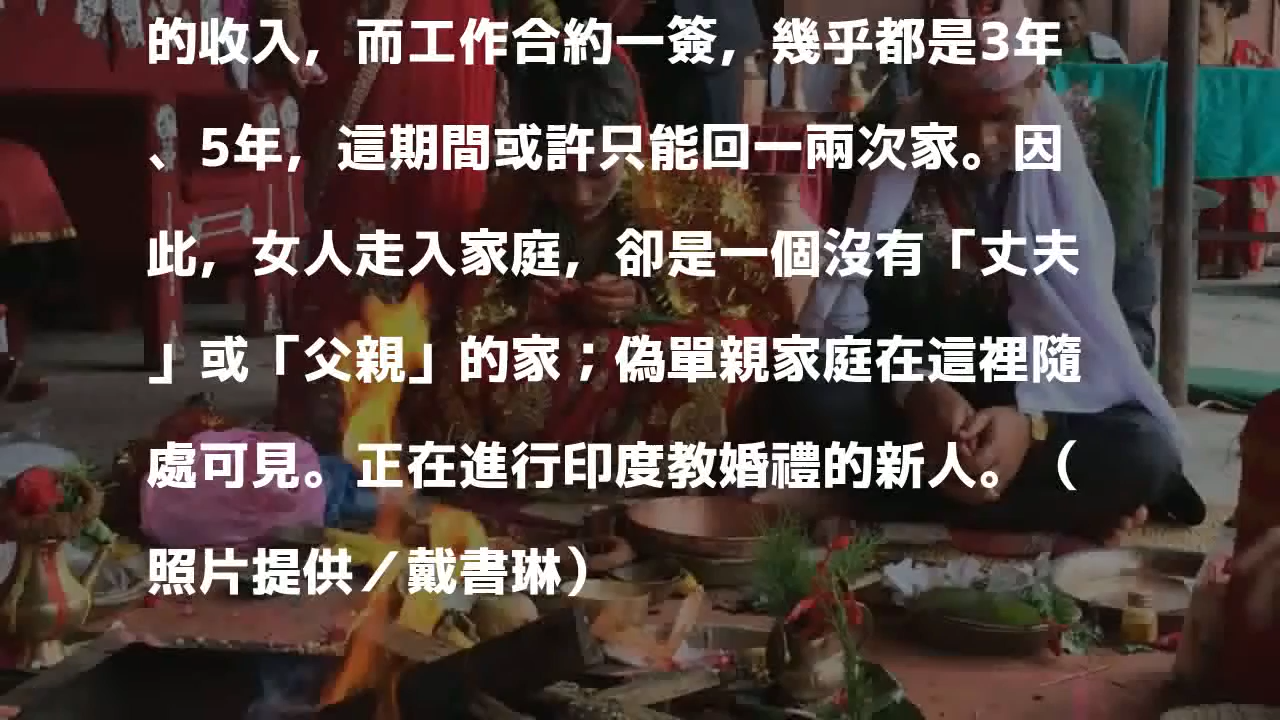 的收入，而工作合約一簽，幾乎都是3年
、5年，這期間或許只能回一兩次家。因
此，女人走入家庭，卻是一個沒有「丈夫
」或「父親」的家；偽單親家庭在這裡隨
處可見。正在進行印度教婚禮的新人。（
照片提供／戴書琳）